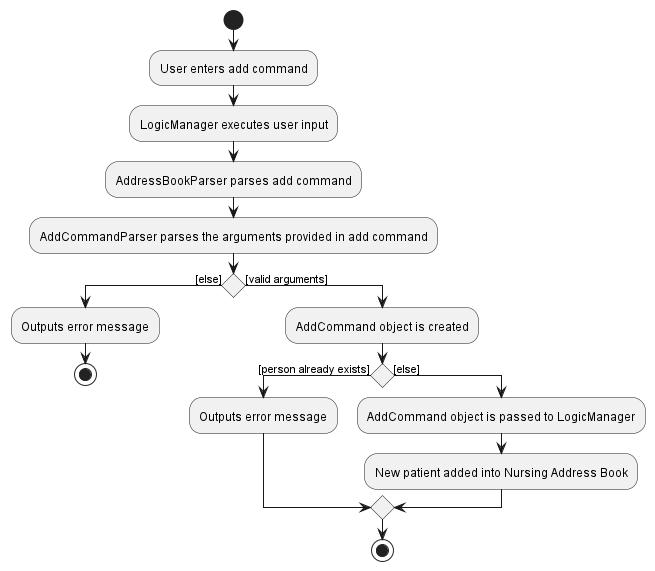 User enters add command
LogicManager executes user input
AddressBookParser parses add command
AddCommandParser parses the arguments provided in add command
[else]
[valid arguments]
Outputs error message
AddCommand object is created
[person already exists]
[else]
Outputs error message
AddCommand object is passed to LogicManager
New patient added into Nursing Address Book